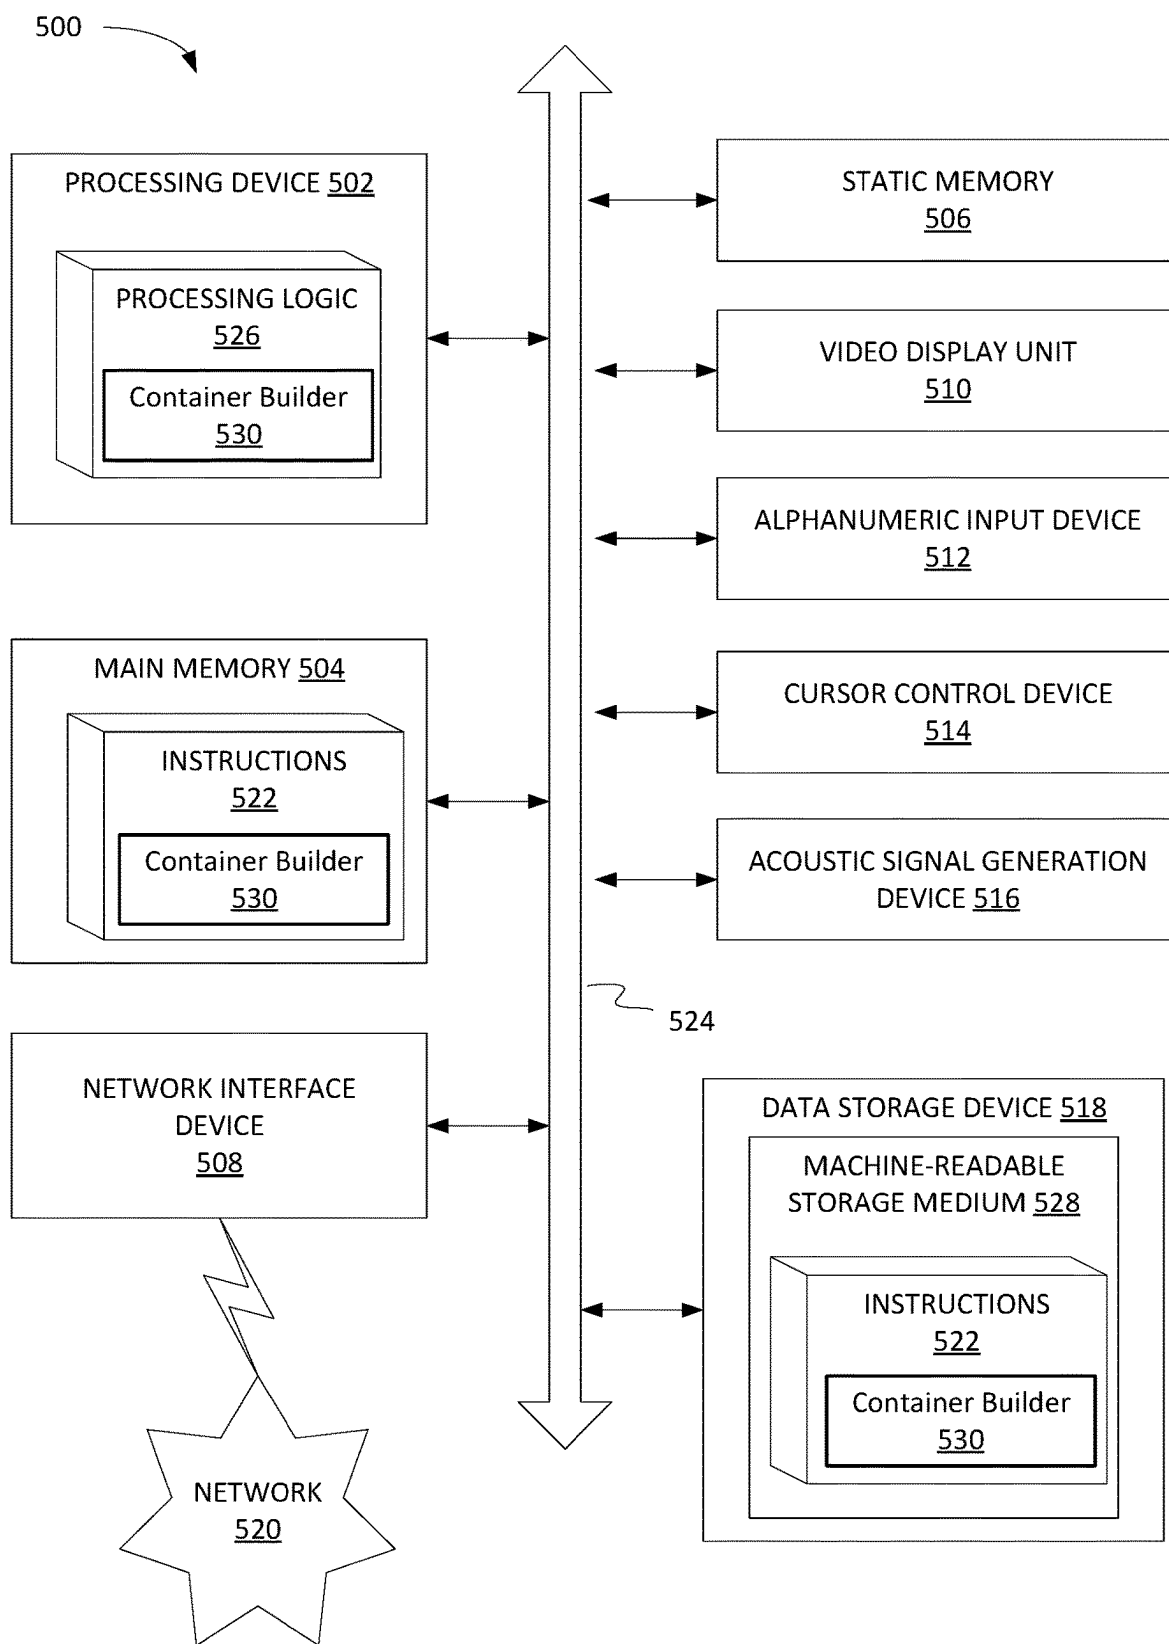 500
PROCESSING DEVICE 502
PROCESSING LOGIC
526
Container Builder
530
MAIN MEMORY 504
INSTRUCTIONS
522
Container Builder
530
NETWORK INTERFACE
DEVICE
508
NETWORK
520
STATIC MEMORY
506
VIDEO DISPLAY UNIT
510
ALPHANUMERIC INPUT DEVICE
512
CURSOR CONTROL DEVICE
514
ACOUSTIC SIGNAL GENERATION
DEVICE 516
524
DATA STORAGE DEVICE 518
MACHINE-READABLE
STORAGE MEDIUM 528
INSTRUCTIONS
522
Container Builder
530